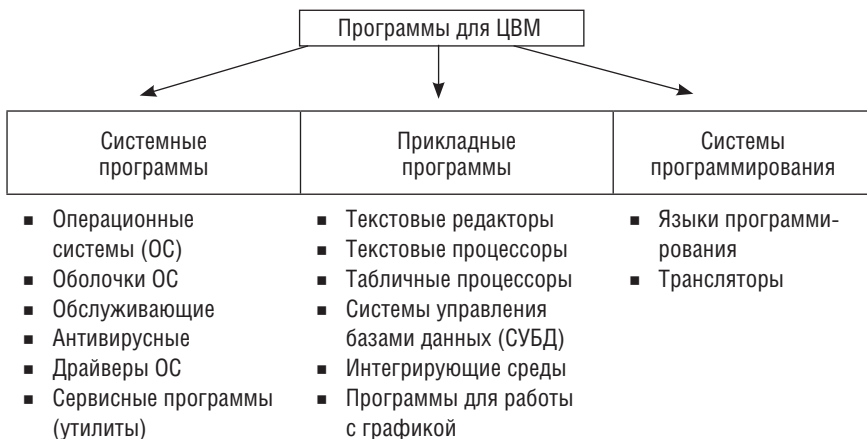 Программы для ЦВМ
Системные
программы
Прикладные
программы
Системы
программирования
▪ Операционные
системы (ОС)
▪ Оболочки ОС
▪ Обслуживающие
▪ Антивирусные
▪ Драйверы ОС
▪ Сервисные программы
(утилиты)
▪ Текстовые редакторы
▪ Текстовые процессоры
▪ Табличные процессоры
▪ Системы управления
базами данных (СУБД)
▪ Интегрирующие среды
▪ Программы для работы
с графикой
▪ Языки программи-
рования
▪ Трансляторы